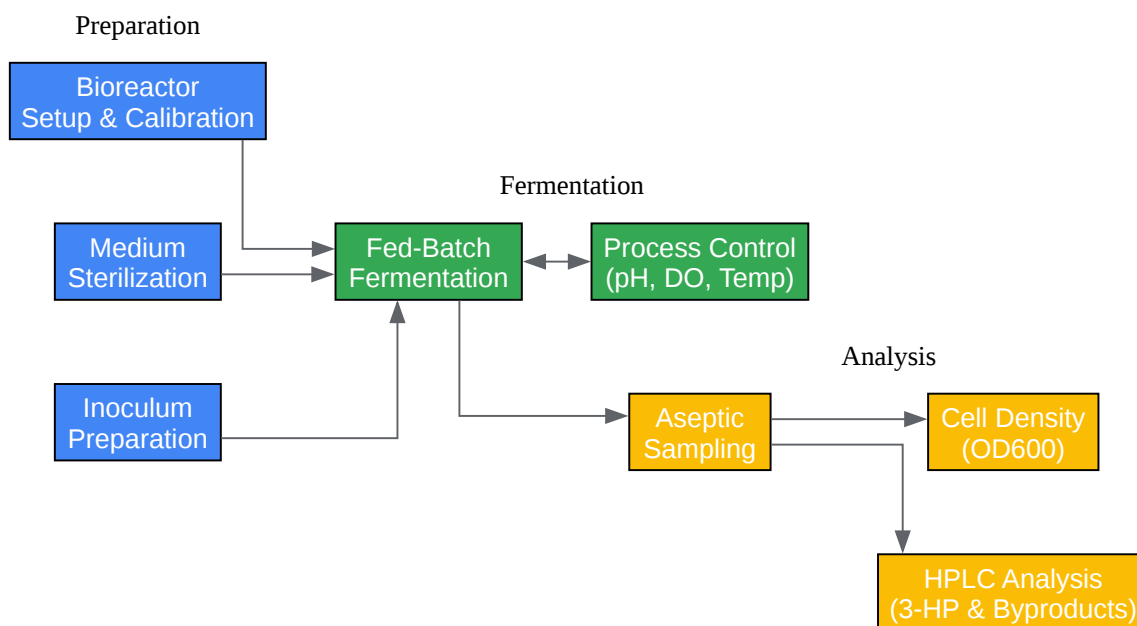 Preparation
Bioreactor
Setup & Calibration
Fermentation
Medium
Sterilization
Fed-Batch
Fermentation
Process Control
(pH, DO, Temp)
Analysis
Inoculum
Preparation
Aseptic
Sampling
Cell Density
(OD600)
HPLC Analysis
(3-HP & Byproducts)